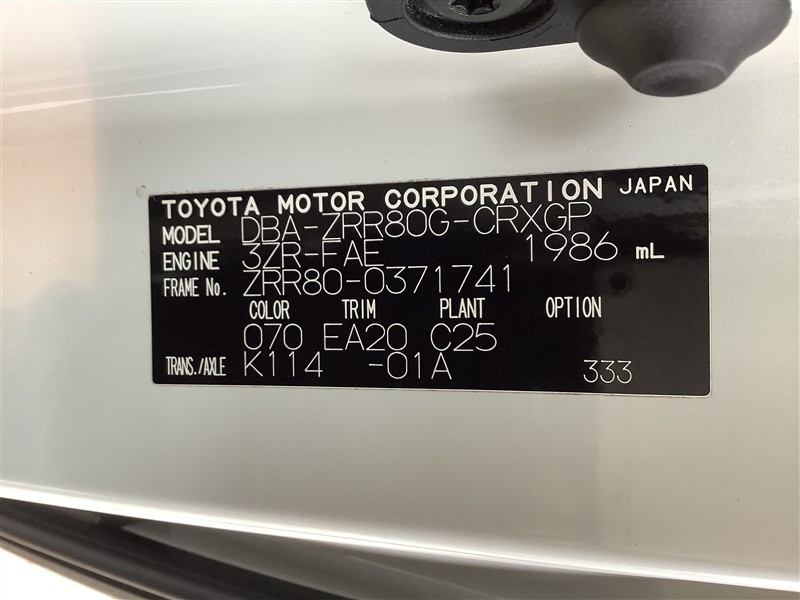 TOYOTA MOTOR CORPORATION JAPAN
MODEL DBA-ZRR80G-CRXGP
ENGINE 3ZR-FAE 1986 mL
FRAME No. ZRR80-0371741
COLOR TRIM PLANT OPTION
070 EA20 C25
TRANS./AXLE K114 -01A 333